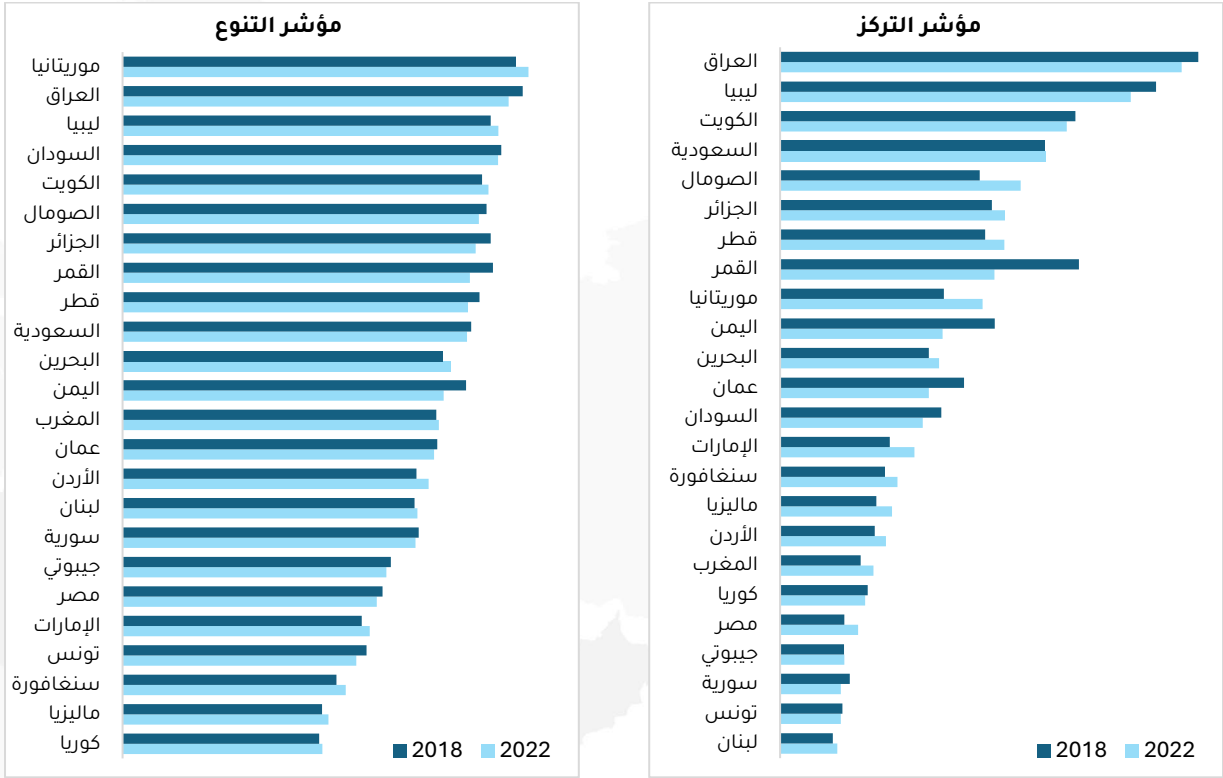 مؤشر التركز
العراق
ليبيا
الكويت
السعودية
الصومال
الجزائر
قطر
القمر
موريتانيا
اليمن
البحرين
عمان
السودان
الإمارات
سنغافورة
ماليزيا
الأردن
المغرب
كوريا
مصر
جيبوتي
سورية
تونس
لبنان
2018 2022
مؤشر التنوع
موريتانيا
العراق
ليبيا
السودان
الكويت
الصومال
الجزائر
القمر
قطر
السعودية
البحرين
اليمن
المغرب
عمان
الأردن
لبنان
سورية
جيبوتي
مصر
الإمارات
تونس
سنغافورة
ماليزيا
كوريا
2018 2022